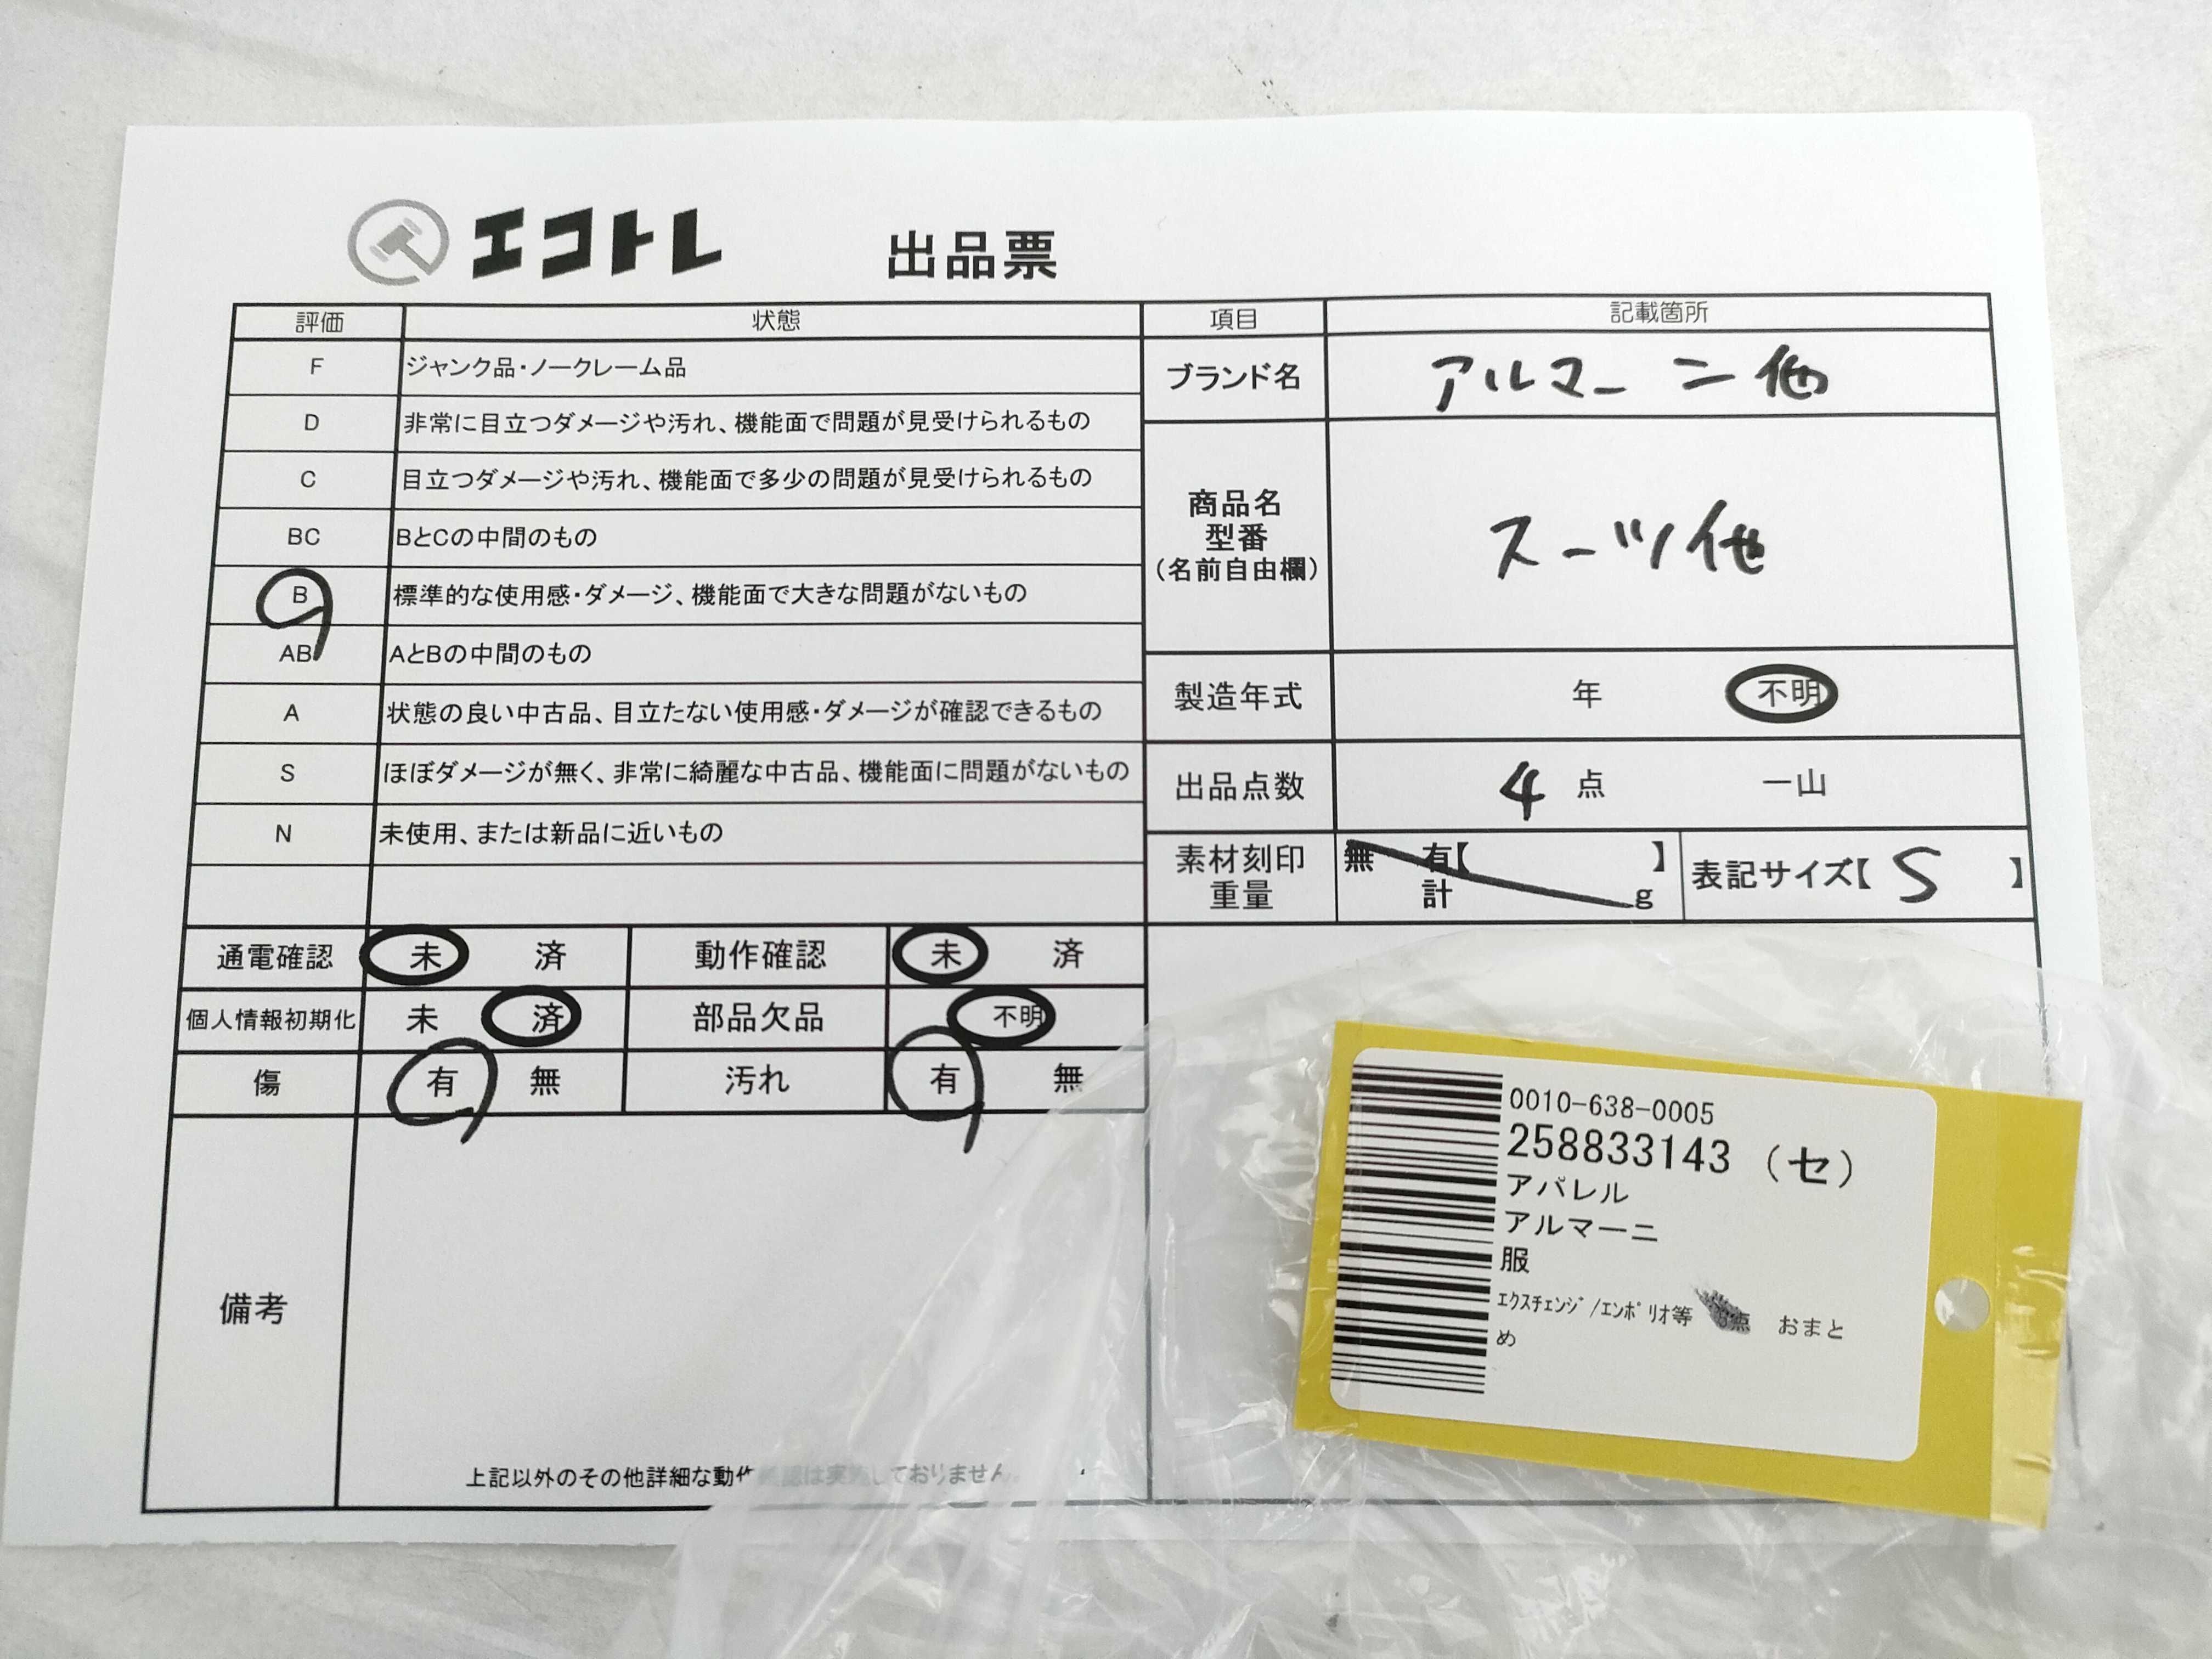 エコトレ 出品票
評価 状態 項目 記載箇所
F ジャンク品・ノークレーム品
D 非常に目立つダメージや汚れ、機能面で問題が見受けられるもの
C 目立つダメージや汚れ、機能面で多少の問題が見受けられるもの
BC BとCの中間のもの
B 標準的な使用感・ダメージ、機能面で大きな問題がないもの
AB AとBの中間のもの
A 状態の良い中古品、目立たない使用感・ダメージが確認できるもの
S ほぼダメージが無く、非常に綺麗な中古品、機能面に問題がないもの
N 未使用、または新品に近いもの
ブランド名 アルマーニ他
商品名
型番
(名前自由欄)
スーツ他
製造年式 年 不明
出品点数 4 点 一山
素材刻印
重量
無 有【 】
計 g
表記サイズ【 S 】
通電確認 未 済 動作確認 未 済
個人情報初期化 未 済 部品欠品 不明
傷 有 無 汚れ 有 無
備考
上記以外のその他詳細な動作確認は実施しておりません。
0010-638-0005
258833143 (セ)
アパレル
アルマーニ
服
ｴｸｽﾁｪﾝｼﾞ/ｴﾝﾎﾟﾘｵ等 点 おまと
め